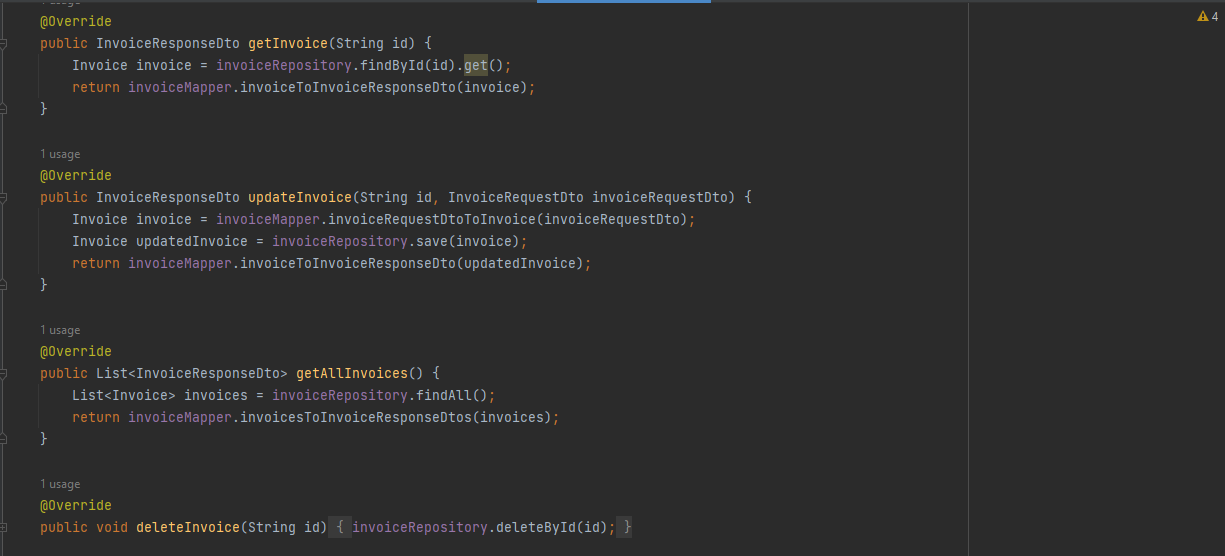 1 usage
@Override
public InvoiceResponseDto getInvoice(String id) {
    Invoice invoice = invoiceRepository.findById(id).get();
    return invoiceMapper.invoiceToInvoiceResponseDto(invoice);
}
1 usage
@Override
public InvoiceResponseDto updateInvoice(String id, InvoiceRequestDto invoiceRequestDto) {
    Invoice invoice = invoiceMapper.invoiceRequestDtoToInvoice(invoiceRequestDto);
    Invoice updatedInvoice = invoiceRepository.save(invoice);
    return invoiceMapper.invoiceToInvoiceResponseDto(updatedInvoice);
}
1 usage
@Override
public List<InvoiceResponseDto> getAllInvoices() {
    List<Invoice> invoices = invoiceRepository.findAll();
    return invoiceMapper.invoicesToInvoiceResponseDtos(invoices);
}
1 usage
@Override
public void deleteInvoice(String id) { invoiceRepository.deleteById(id); }
4